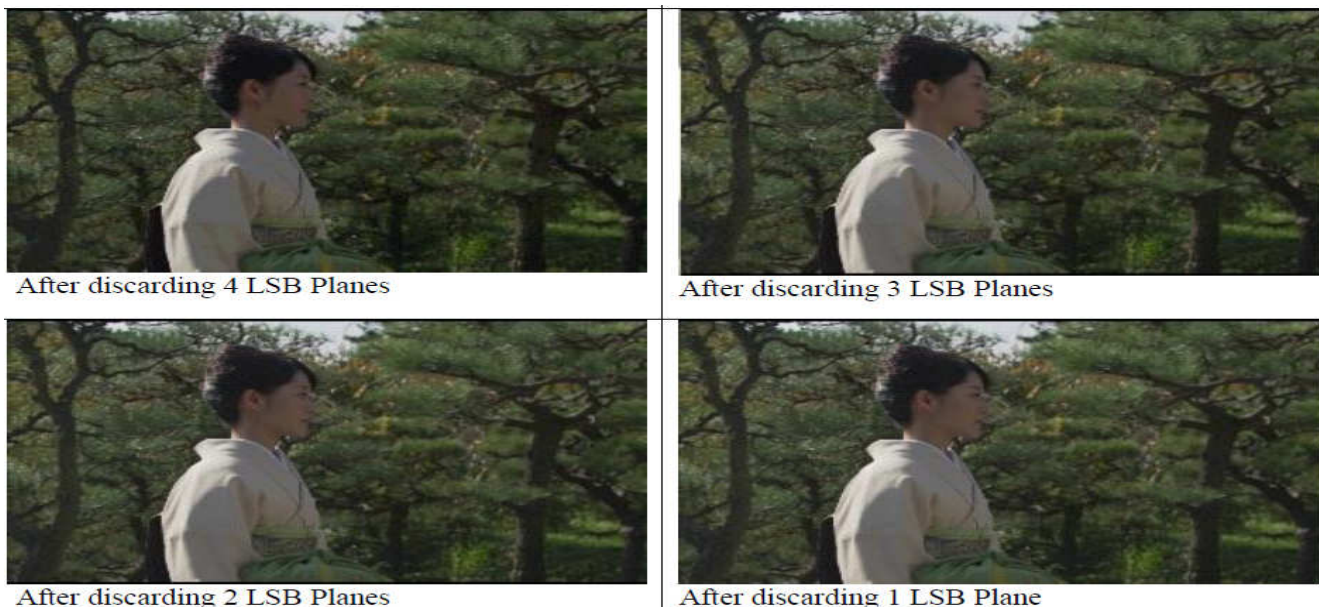 After discarding 4 LSB Planes
After discarding 3 LSB Planes
After discarding 2 LSB Planes
After discarding 1 LSB Plane